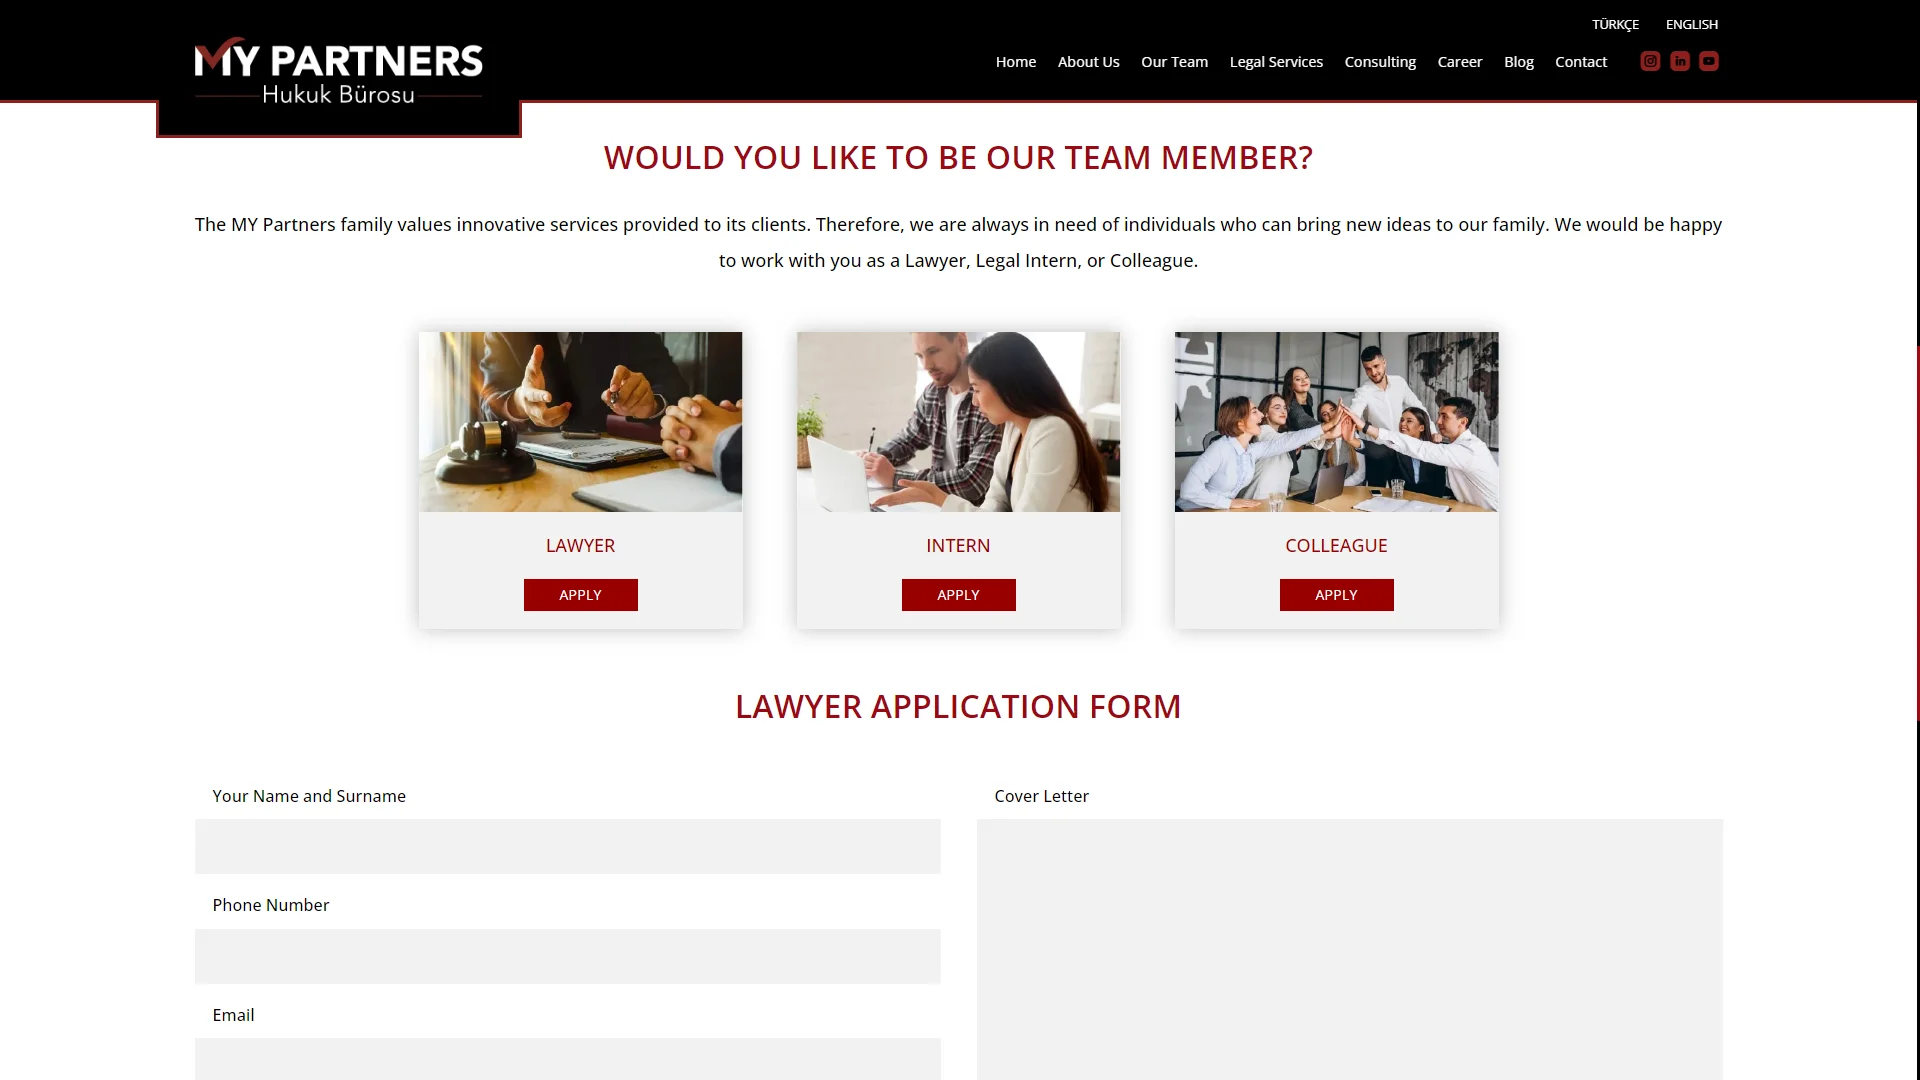 TÜRKÇE ENGLISH
MY PARTNERS
Hukuk Bürosu
Home About Us Our Team Legal Services Consulting Career Blog Contact
WOULD YOU LIKE TO BE OUR TEAM MEMBER?
The MY Partners family values innovative services provided to its clients. Therefore, we are always in need of individuals who can bring new ideas to our family. We would be happy
to work with you as a Lawyer, Legal Intern, or Colleague.
LAWYER
APPLY
INTERN
APPLY
COLLEAGUE
APPLY
LAWYER APPLICATION FORM
Your Name and Surname
Phone Number
Email
Cover Letter